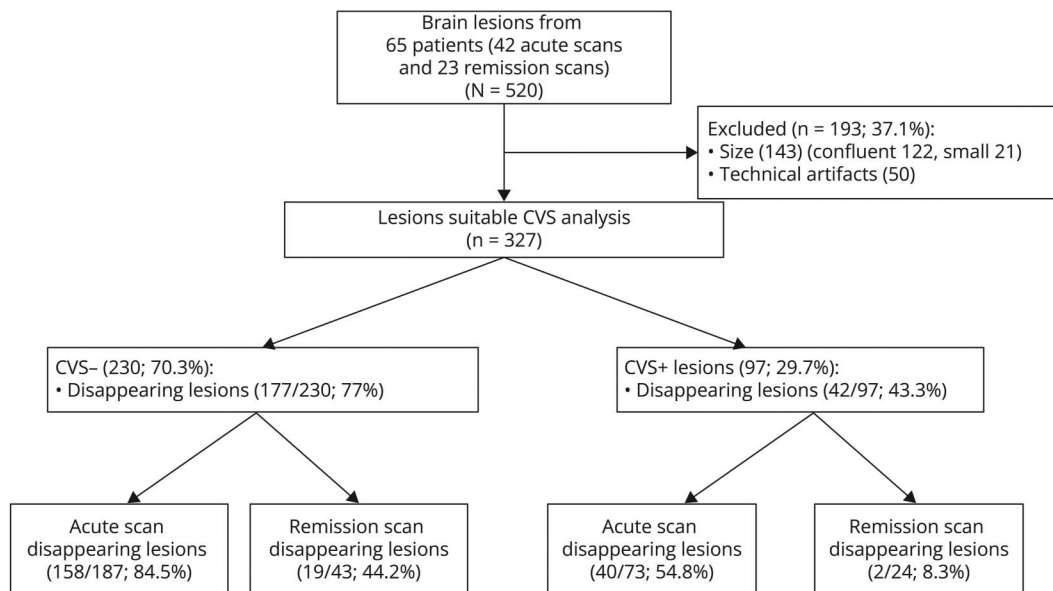 Brain lesions from
65 patients (42 acute scans
and 23 remission scans)
(N = 520)
Excluded (n = 193; 37.1%):
• Size (143) (confluent 122, small 21)
• Technical artifacts (50)
Lesions suitable CVS analysis
(n = 327)
CVS– (230; 70.3%):
• Disappearing lesions (177/230; 77%)
CVS+ lesions (97; 29.7%):
• Disappearing lesions (42/97; 43.3%)
Acute scan
disappearing lesions
(158/187; 84.5%)
Remission scan
disappearing lesions
(19/43; 44.2%)
Acute scan
disappearing lesions
(40/73; 54.8%)
Remission scan
disappearing lesions
(2/24; 8.3%)